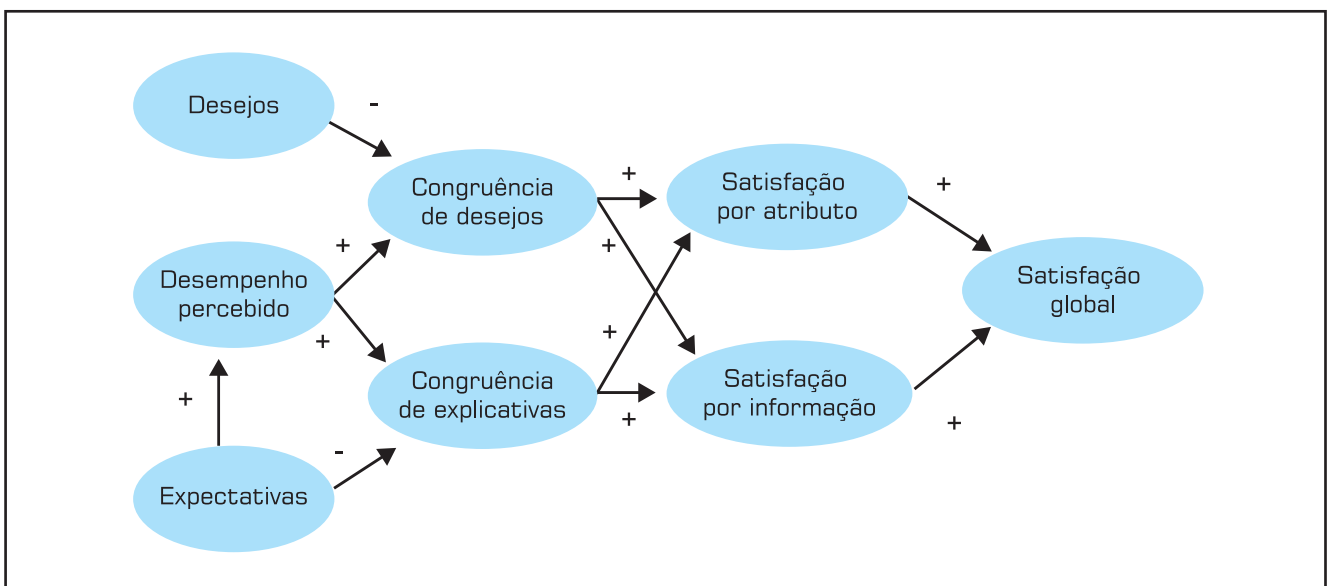 Desejos
-
Congruência
de desejos
+
Satisfação
por atributo
+
+
Desempenho
percebido
+
+
Satisfação
global
+
Congruência
de explicativas
+
Satisfação
por informação
+
+
-
Expectativas